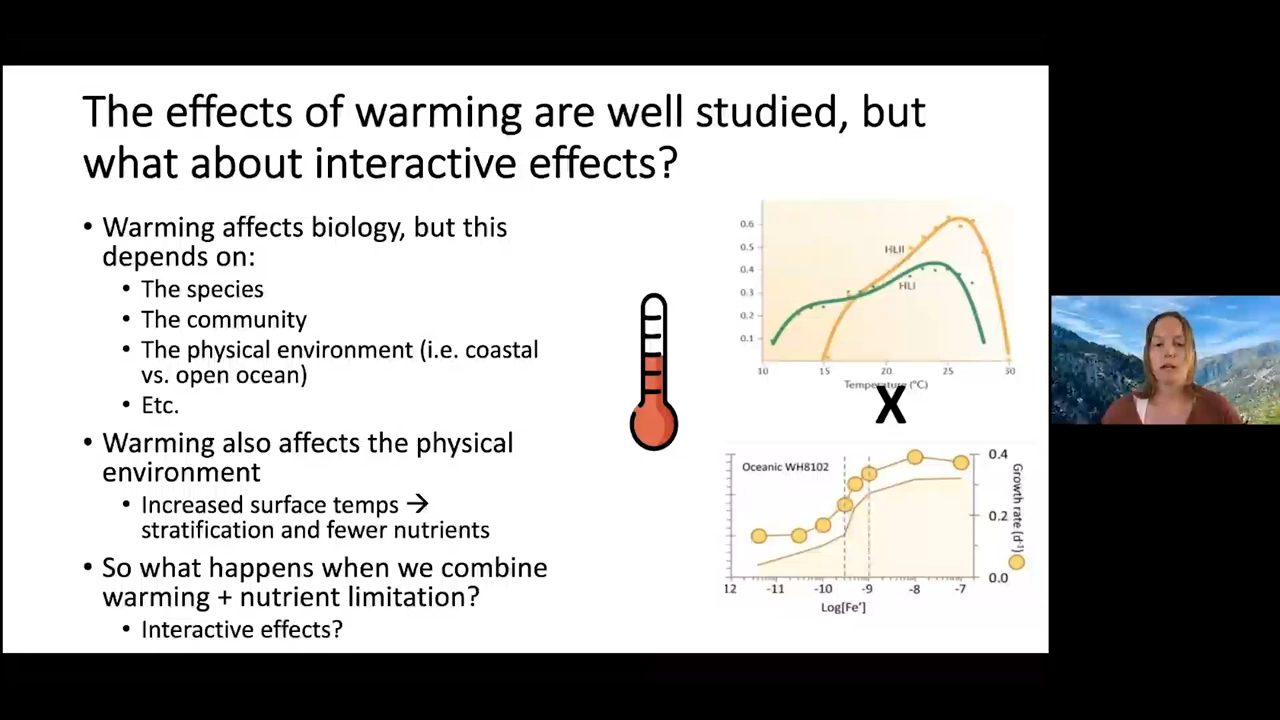 The effects of warming are well studied, but
what about interactive effects?
• Warming affects biology, but this
depends on:
• The species
• The community
• The physical environment (i.e. coastal
vs. open ocean)
• Etc.
• Warming also affects the physical
environment
• Increased surface temps →
stratification and fewer nutrients
• So what happens when we combine
warming + nutrient limitation?
• Interactive effects?
0.6
0.5
0.4
0.3
0.2
0.1
HLII
HLI
10 15 20 25 30
Temperature (°C)
X
Oceanic WH8102
0.4
0.2
0.0
Growth rate (d⁻¹)
12 -11 -10 -9 -8 -7
Log[Fe']